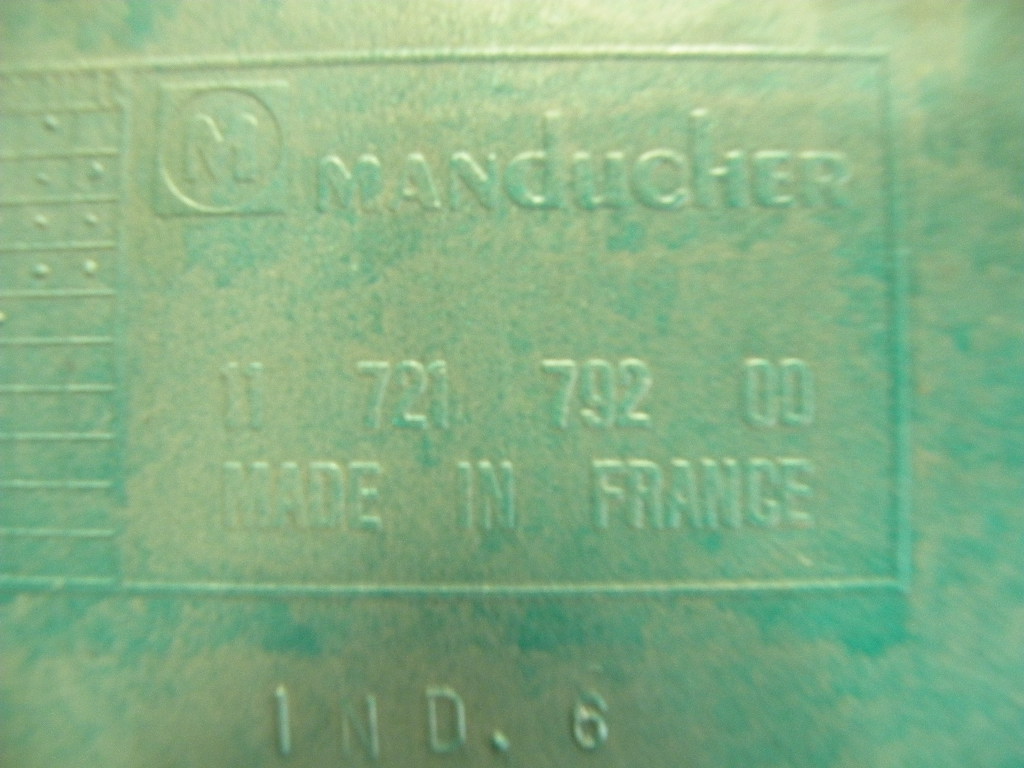 M MANducHER
11 721 792 00
MADE IN FRANCE
IND. 6